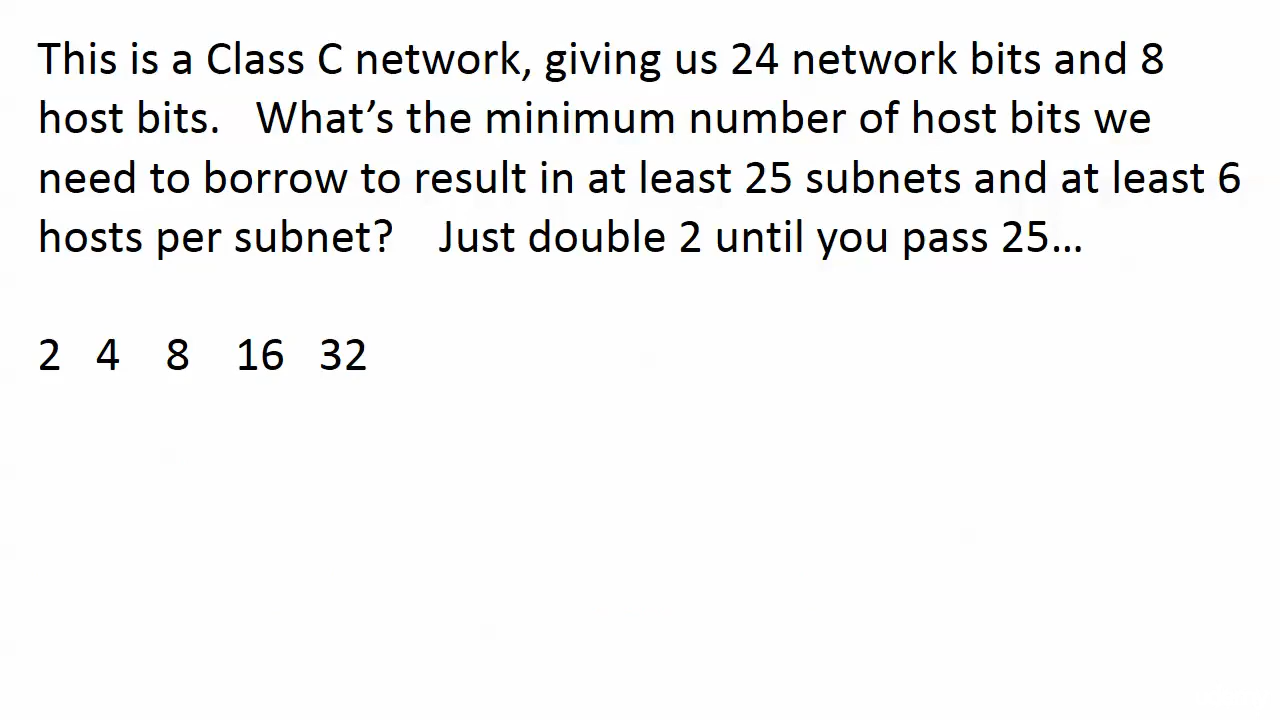 This is a Class C network, giving us 24 network bits and 8
host bits. What’s the minimum number of host bits we
need to borrow to result in at least 25 subnets and at least 6
hosts per subnet? Just double 2 until you pass 25…
2 4 8 16 32